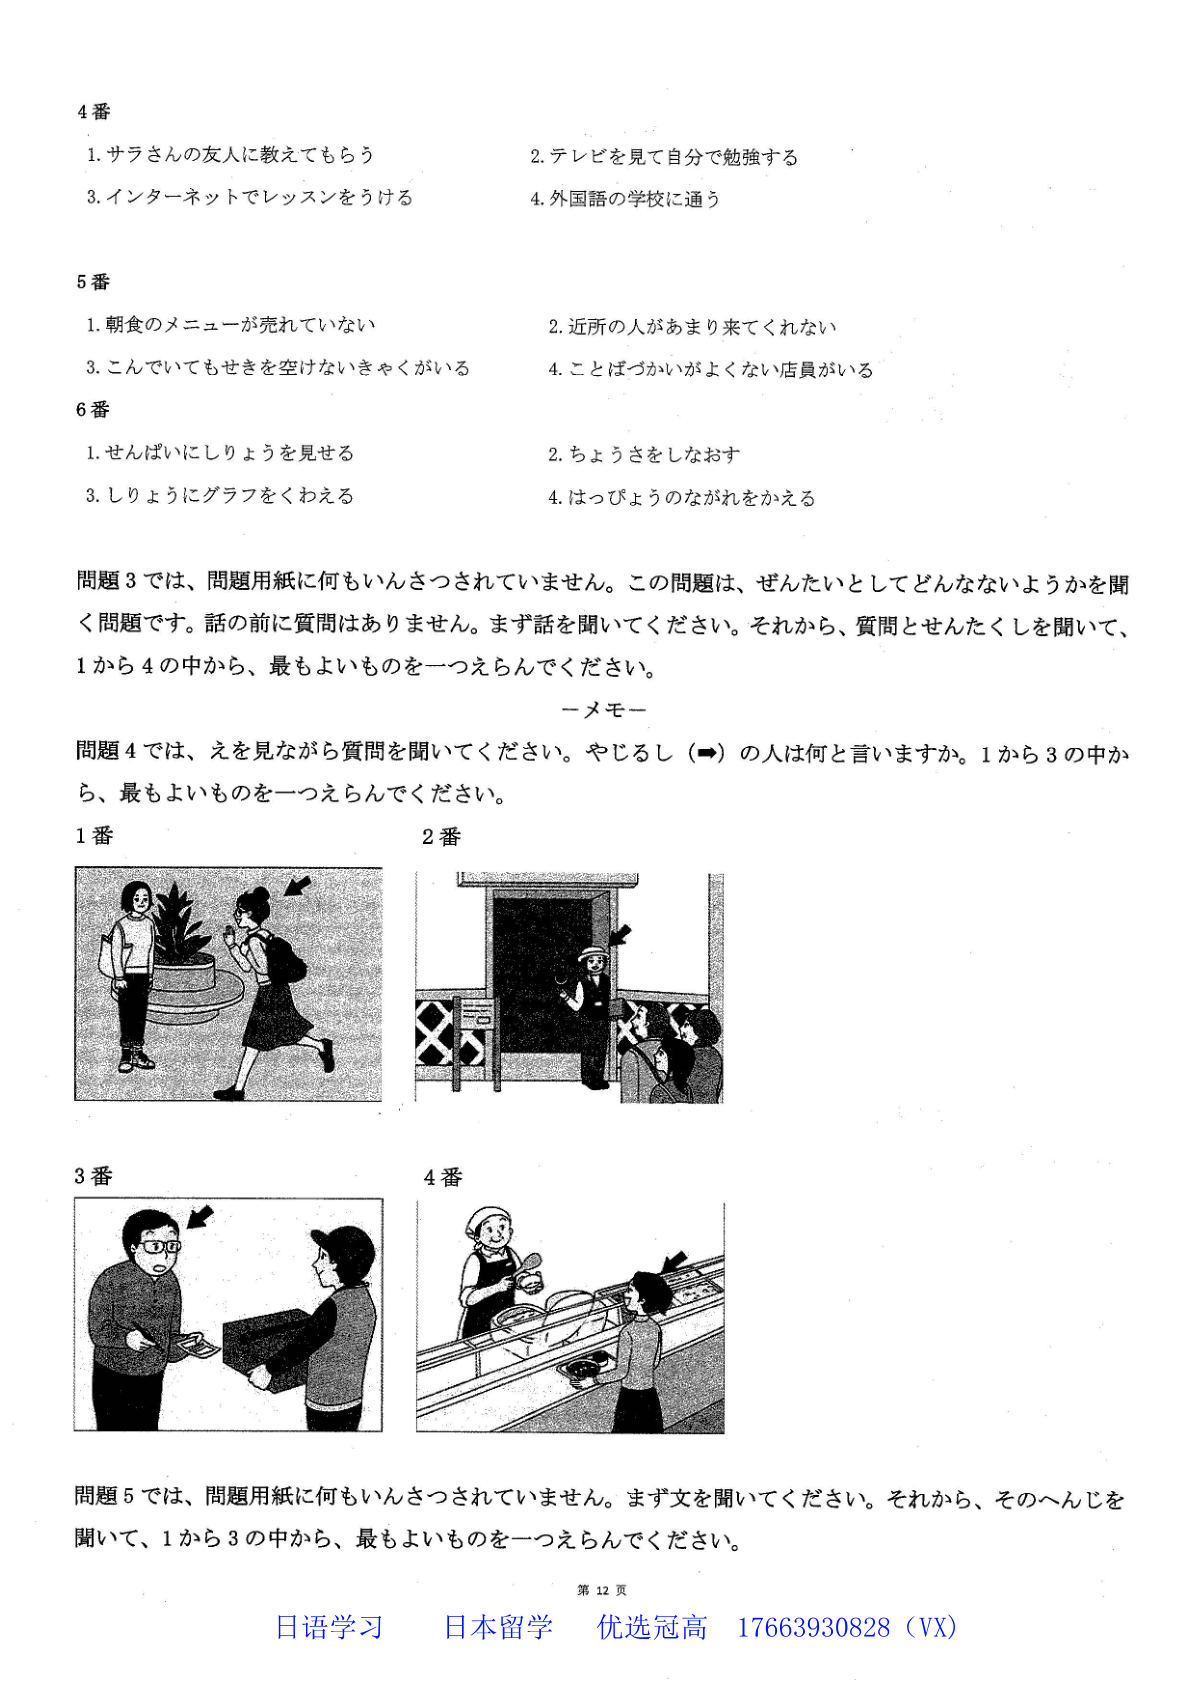 4番
1. サラさんの友人に教えてもらう 2. テレビを見て自分で勉強する
3. インターネットでレッスンをうける 4. 外国語の学校に通う
5番
1. 朝食のメニューが売れていない 2. 近所の人があまり来てくれない
3. こんでいてもせきを空けないきゃくがいる 4. ことばづかいがよくない店員がいる
6番
1. せんぱいにしりょうを見せる 2. ちょうさをしなおす
3. しりょうにグラフをくわえる 4. はっぴょうのながれをかえる
問題3では、問題用紙に何もいんさつされていません。この問題は、ぜんたいとしてどんなないようかを聞
く問題です。話の前に質問はありません。まず話を聞いてください。それから、質問とせんたくしを聞いて、
1から4の中から、最もよいものを一つえらんでください。
－メモ－
問題4では、えを見ながら質問を聞いてください。やじるし（➡）の人は何と言いますか。1から3の中か
ら、最もよいものを一つえらんでください。
1番 2番
3番 4番
問題5では、問題用紙に何もいんさつされていません。まず文を聞いてください。それから、そのへんじを
聞いて、1から3の中から、最もよいものを一つえらんでください。
第 12 页
日语学习 日本留学 优选冠高 17663930828（VX)